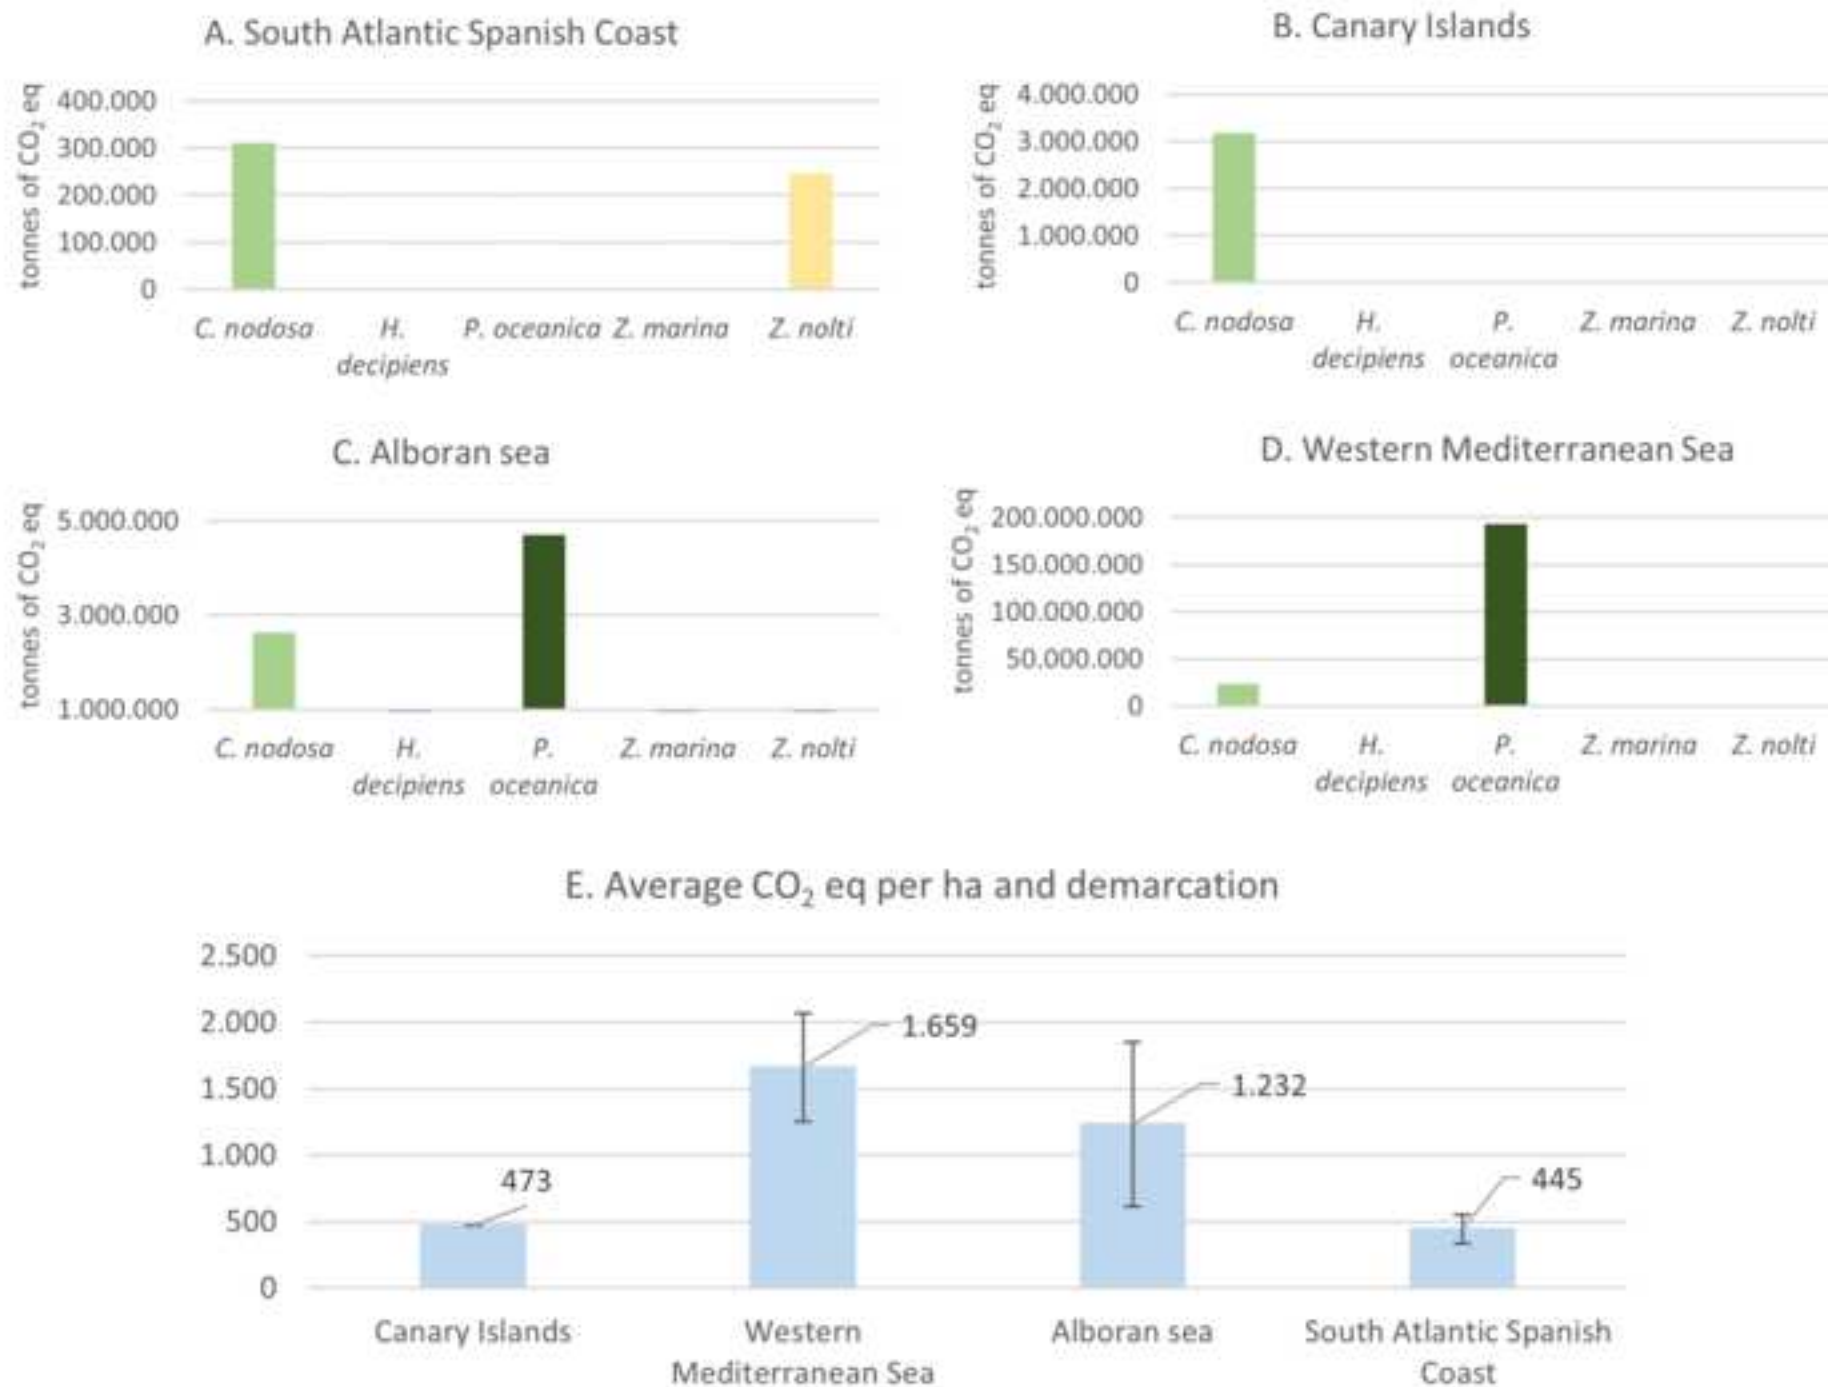 A. South Atlantic Spanish Coast
tonnes of CO₂ eq
400.000
300.000
200.000
100.000
0
C. nodosa
H.
decipiens
P. oceanica
Z. marina
Z. nolti
B. Canary Islands
tonnes of CO₂ eq
4.000.000
3.000.000
2.000.000
1.000.000
0
C. nodosa
H.
decipiens
P.
oceanica
Z. marina
Z. nolti
C. Alboran sea
tonnes of CO₂ eq
5.000.000
3.000.000
1.000.000
C. nodosa
H.
decipiens
P.
oceanica
Z. marina
Z. nolti
D. Western Mediterranean Sea
tonnes of CO₂ eq
200.000.000
150.000.000
100.000.000
50.000.000
0
C. nodosa
H.
decipiens
P.
oceanica
Z. marina
Z. nolti
E. Average CO₂ eq per ha and demarcation
2.500
2.000
1.500
1.000
500
0
473
1.659
1.232
445
Canary Islands
Western
Mediterranean Sea
Alboran sea
South Atlantic Spanish
Coast